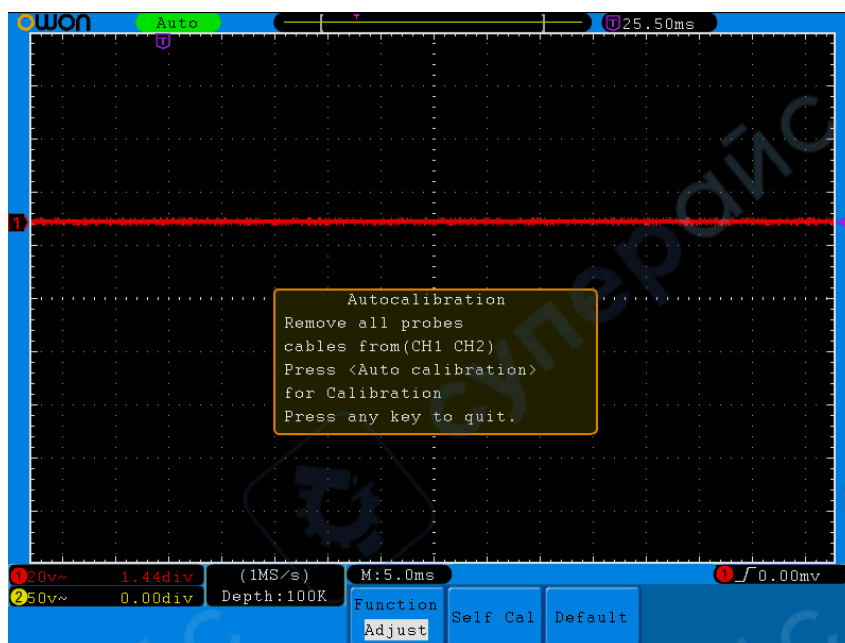 OWON Auto T T 25.50ms
T
1
Autocalibration
Remove all probes
cables from(CH1 CH2)
Press <Auto calibration>
for Calibration
Press any key to quit.
суперайс
1 20v~ 1.44div (1MS/s) M:5.0ms 1 0.00mv
2 50v~ 0.00div Depth:100K
Function Self Cal Default
Adjust